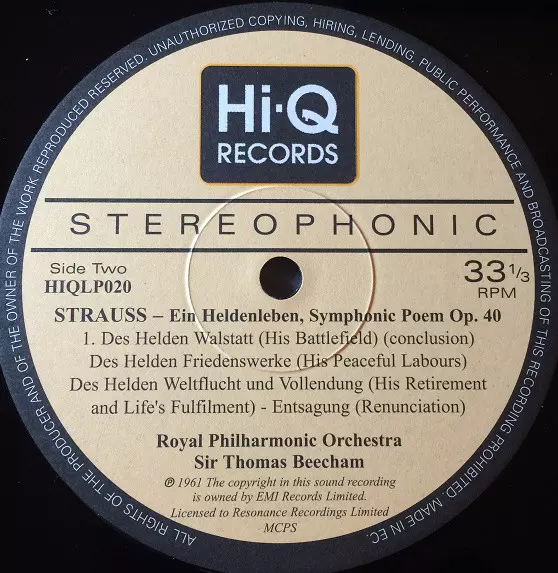 ALL RIGHTS OF THE PRODUCER AND OF THE OWNER OF THE WORK REPRODUCED RESERVED. UNAUTHORIZED COPYING, HIRING, LENDING, PUBLIC PERFORMANCE AND BROADCASTING OF THIS RECORDING PROHIBITED. MADE IN EC.
Hi-Q
RECORDS
STEREOPHONIC
Side Two
HIQLP020
33 1/3
RPM
STRAUSS – Ein Heldenleben, Symphonic Poem Op. 40
1. Des Helden Walstatt (His Battlefield) (conclusion)
Des Helden Friedenswerke (His Peaceful Labours)
Des Helden Weltflucht und Vollendung (His Retirement
and Life's Fulfilment) - Entsagung (Renunciation)
Royal Philharmonic Orchestra
Sir Thomas Beecham
℗ 1961 The copyright in this sound recording
is owned by EMI Records Limited.
Licensed to Resonance Recordings Limited
MCPS